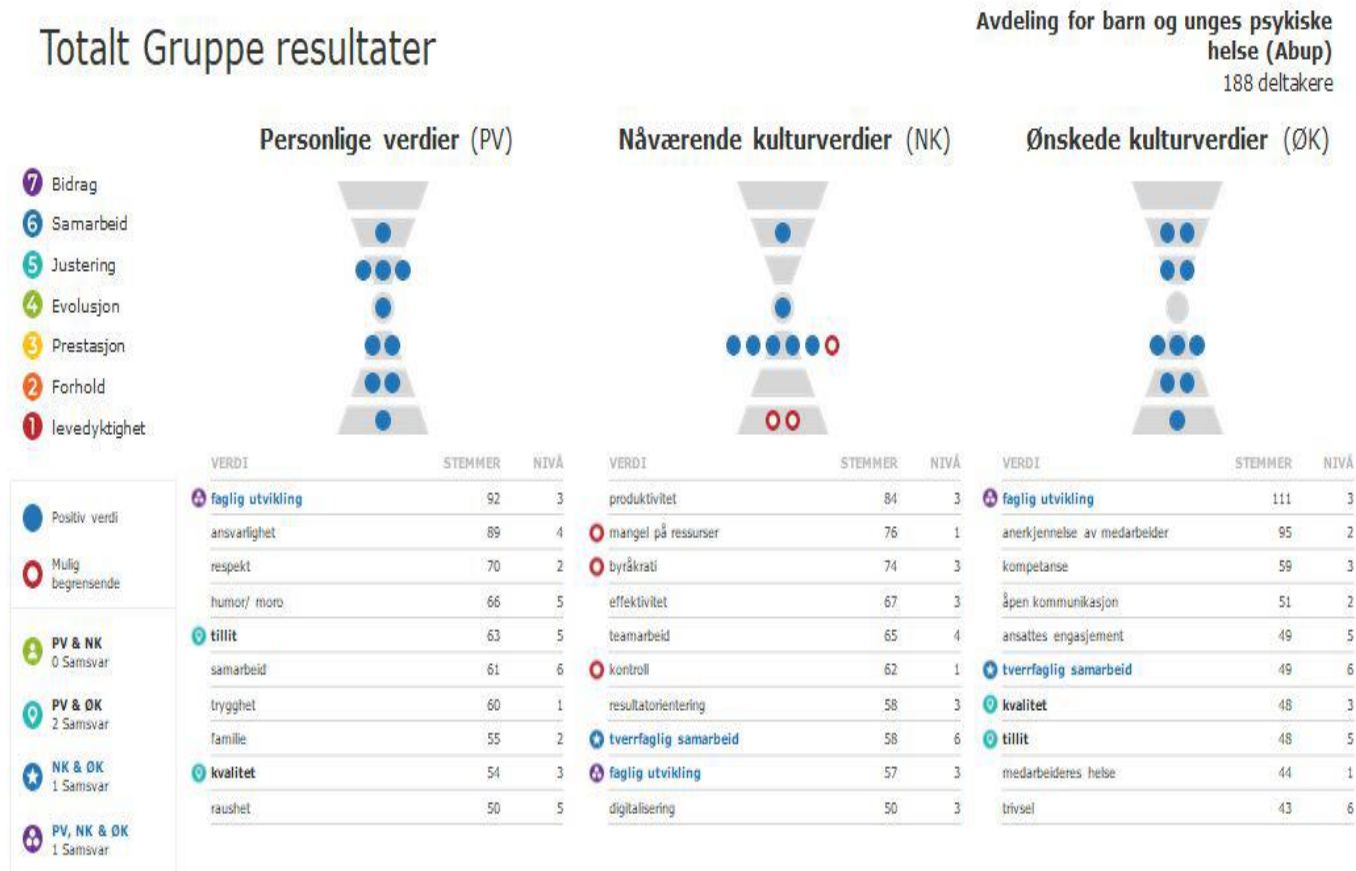 Totalt Gruppe resultater
Avdeling for barn og unges psykiske
helse (Abup)
188 deltakere
Personlige verdier (PV)
Nåværende kulturverdier (NK)
Ønskede kulturverdier (ØK)
7 Bidrag
6 Samarbeid
5 Justering
4 Evolusjon
3 Prestasjon
2 Forhold
1 levedyktighet
Positiv verdi
Mulig
begrensende
PV & NK
0 Samsvar
PV & ØK
2 Samsvar
NK & ØK
1 Samsvar
PV, NK & ØK
1 Samsvar
VERDI STEMMER NIVÅ
faglig utvikling 92 3
ansvarlighet 89 4
respekt 70 2
humor/ moro 66 5
tillit 63 5
samarbeid 61 6
trygghet 60 1
familie 55 2
kvalitet 54 3
raushet 50 5
VERDI STEMMER NIVÅ
produktivitet 84 3
mangel på ressurser 76 1
byråkrati 74 3
effektivitet 67 3
teamarbeid 65 4
kontroll 62 1
resultatorientering 58 3
tverrfaglig samarbeid 58 6
faglig utvikling 57 3
digitalisering 50 3
VERDI STEMMER NIVÅ
faglig utvikling 111 3
anerkjennelse av medarbeider 95 2
kompetanse 59 3
åpen kommunikasjon 51 2
ansattes engasjement 49 5
tverrfaglig samarbeid 49 6
kvalitet 48 3
tillit 48 5
medarbeideres helse 44 1
trivsel 43 6